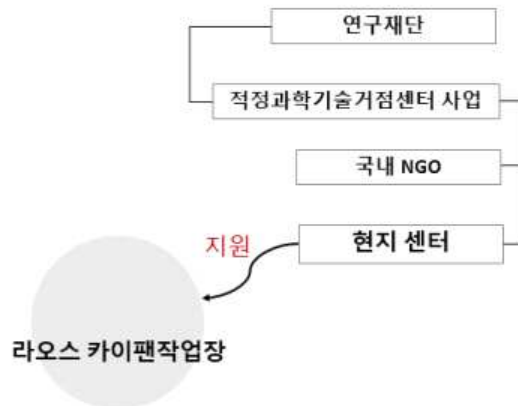 연구재단
적정과학기술거점센터 사업
국내 NGO
현지 센터
지원
라오스 카이팬작업장